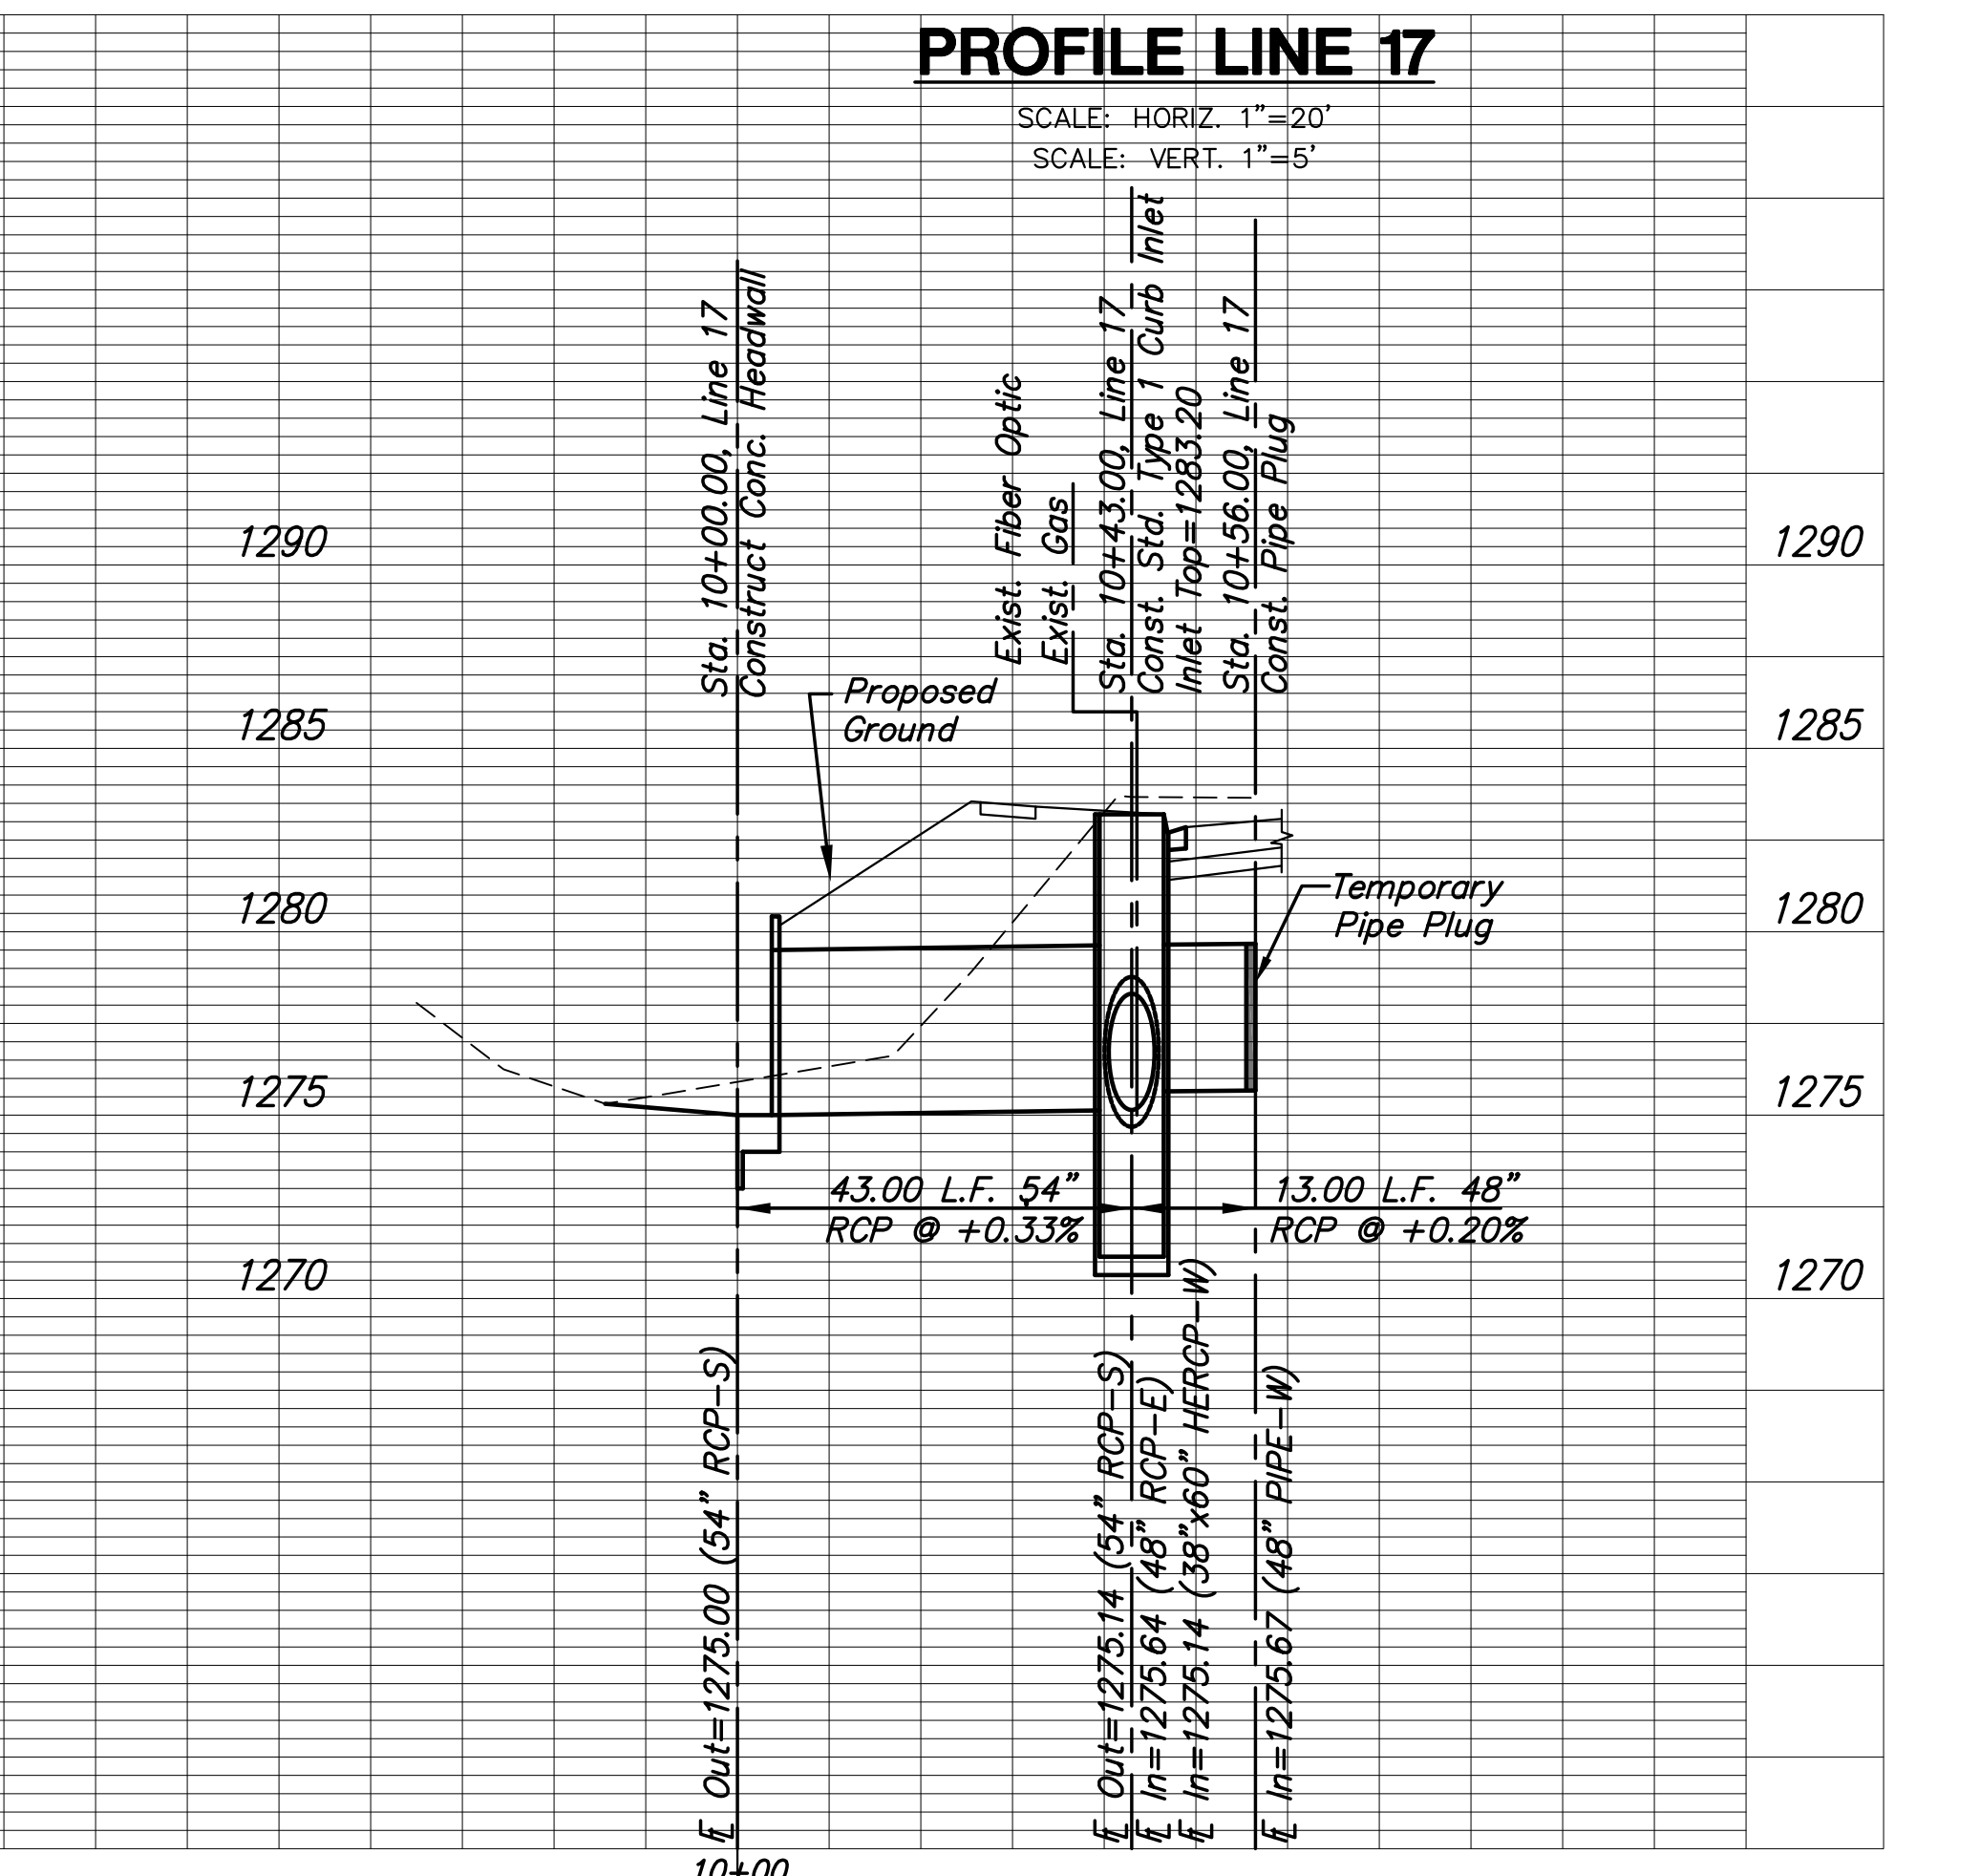 PROFILE LINE 17
SCALE: HORIZ. 1"=20'
SCALE: VERT. 1"=5'
Sta. 10+00.00, Line 17
Construct Conc. Headwall
Exist. Fiber Optic
Exist. Gas
Sta. 10+43.00, Line 17
Const. Std. Type 1 Curb Inlet
Inlet Top=1283.20
Sta. 10+56.00, Line 17
Const. Pipe Plug
1290
1290
1285
1285
Proposed
Ground
1280
1280
Temporary
Pipe Plug
1275
1275
43.00 L.F. 54"
RCP @ +0.33%
13.00 L.F. 48"
RCP @ +0.20%
1270
1270
FL Out=1275.00 (54" RCP-S)
FL Out=1275.14 (54" RCP-S)
FL In=1275.64 (48" RCP-E)
FL In=1275.14 (38"x60" HERCP-W)
FL In=1275.67 (48" PIPE-W)
10+00